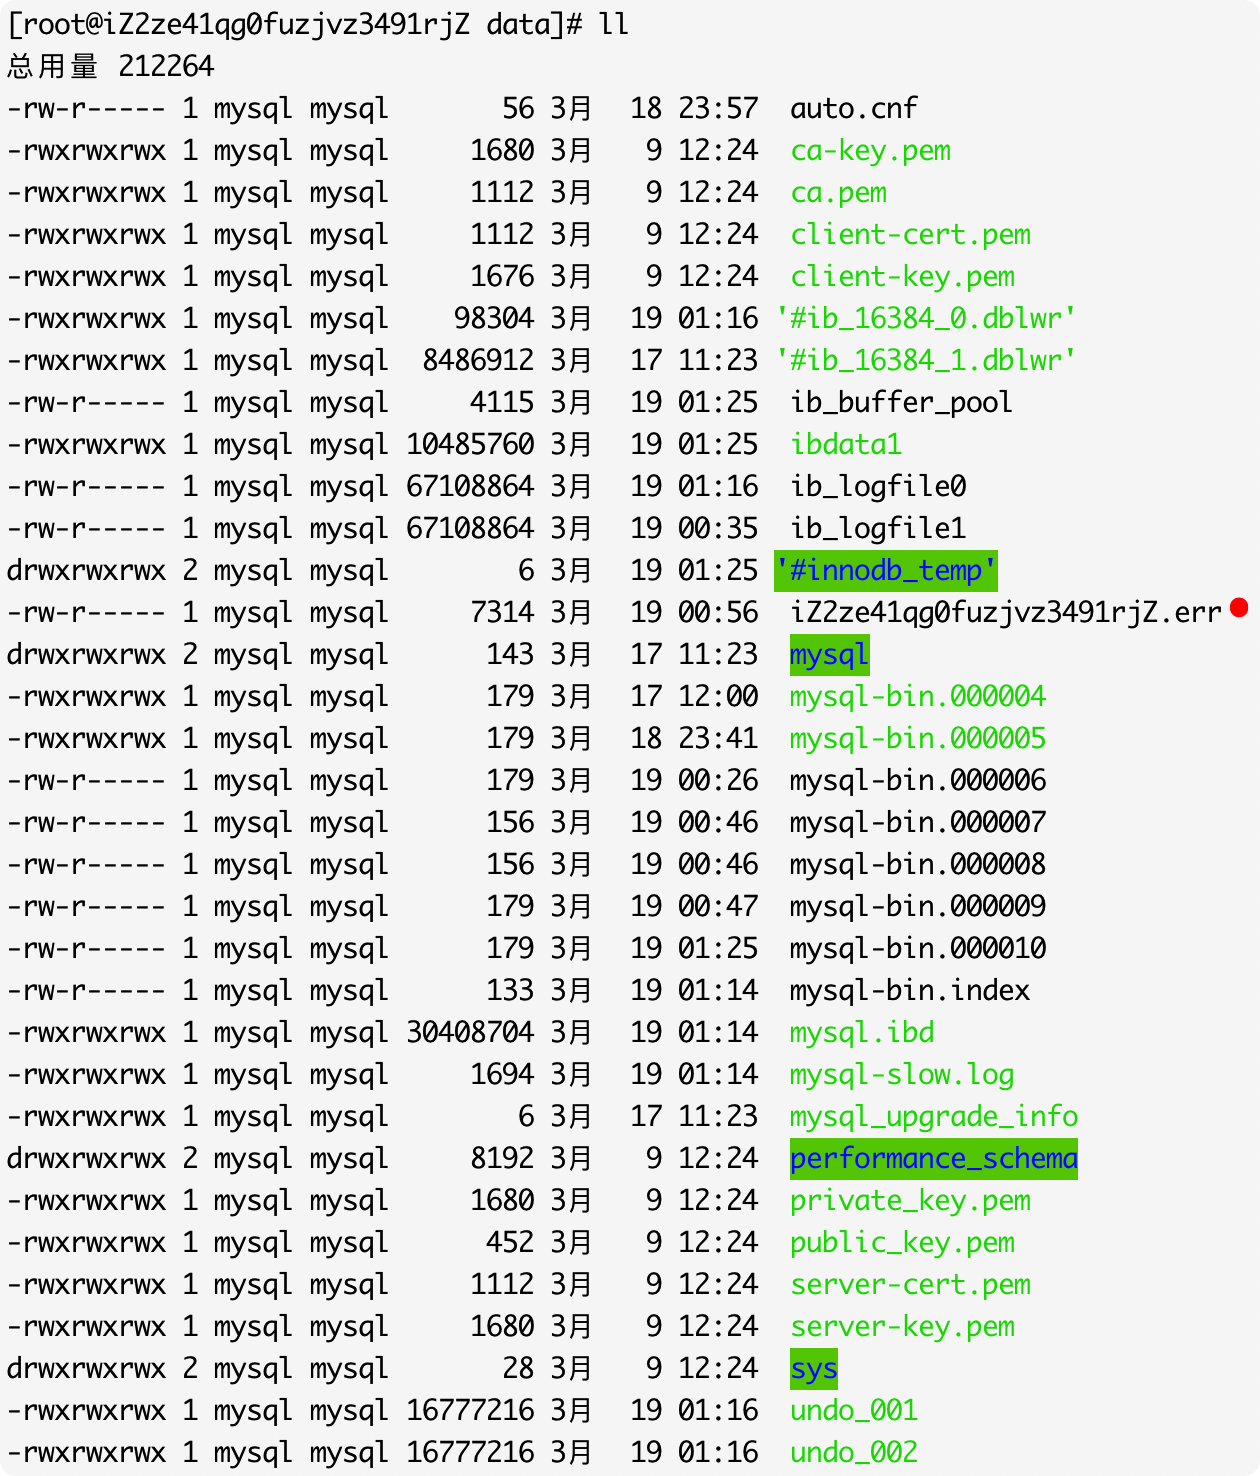 [root@iZ2ze41qg0fuzjvz3491rjZ data]# ll
总用量 212264
-rw-r----- 1 mysql mysql       56 3月  18 23:57  auto.cnf
-rwxrwxrwx 1 mysql mysql     1680 3月   9 12:24  ca-key.pem
-rwxrwxrwx 1 mysql mysql     1112 3月   9 12:24  ca.pem
-rwxrwxrwx 1 mysql mysql     1112 3月   9 12:24  client-cert.pem
-rwxrwxrwx 1 mysql mysql     1676 3月   9 12:24  client-key.pem
-rwxrwxrwx 1 mysql mysql    98304 3月  19 01:16 '#ib_16384_0.dblwr'
-rwxrwxrwx 1 mysql mysql  8486912 3月  17 11:23 '#ib_16384_1.dblwr'
-rw-r----- 1 mysql mysql     4115 3月  19 01:25  ib_buffer_pool
-rwxrwxrwx 1 mysql mysql 10485760 3月  19 01:25  ibdata1
-rw-r----- 1 mysql mysql 67108864 3月  19 01:16  ib_logfile0
-rw-r----- 1 mysql mysql 67108864 3月  19 00:35  ib_logfile1
drwxrwxrwx 2 mysql mysql        6 3月  19 01:25 '#innodb_temp'
-rw-r----- 1 mysql mysql     7314 3月  19 00:56  iZ2ze41qg0fuzjvz3491rjZ.err
drwxrwxrwx 2 mysql mysql      143 3月  17 11:23  mysql
-rwxrwxrwx 1 mysql mysql      179 3月  17 12:00  mysql-bin.000004
-rwxrwxrwx 1 mysql mysql      179 3月  18 23:41  mysql-bin.000005
-rw-r----- 1 mysql mysql      179 3月  19 00:26  mysql-bin.000006
-rw-r----- 1 mysql mysql      156 3月  19 00:46  mysql-bin.000007
-rw-r----- 1 mysql mysql      156 3月  19 00:46  mysql-bin.000008
-rw-r----- 1 mysql mysql      179 3月  19 00:47  mysql-bin.000009
-rw-r----- 1 mysql mysql      179 3月  19 01:25  mysql-bin.000010
-rw-r----- 1 mysql mysql      133 3月  19 01:14  mysql-bin.index
-rwxrwxrwx 1 mysql mysql 30408704 3月  19 01:14  mysql.ibd
-rwxrwxrwx 1 mysql mysql     1694 3月  19 01:14  mysql-slow.log
-rwxrwxrwx 1 mysql mysql        6 3月  17 11:23  mysql_upgrade_info
drwxrwxrwx 2 mysql mysql     8192 3月   9 12:24  performance_schema
-rwxrwxrwx 1 mysql mysql     1680 3月   9 12:24  private_key.pem
-rwxrwxrwx 1 mysql mysql      452 3月   9 12:24  public_key.pem
-rwxrwxrwx 1 mysql mysql     1112 3月   9 12:24  server-cert.pem
-rwxrwxrwx 1 mysql mysql     1680 3月   9 12:24  server-key.pem
drwxrwxrwx 2 mysql mysql       28 3月   9 12:24  sys
-rwxrwxrwx 1 mysql mysql 16777216 3月  19 01:16  undo_001
-rwxrwxrwx 1 mysql mysql 16777216 3月  19 01:16  undo_002